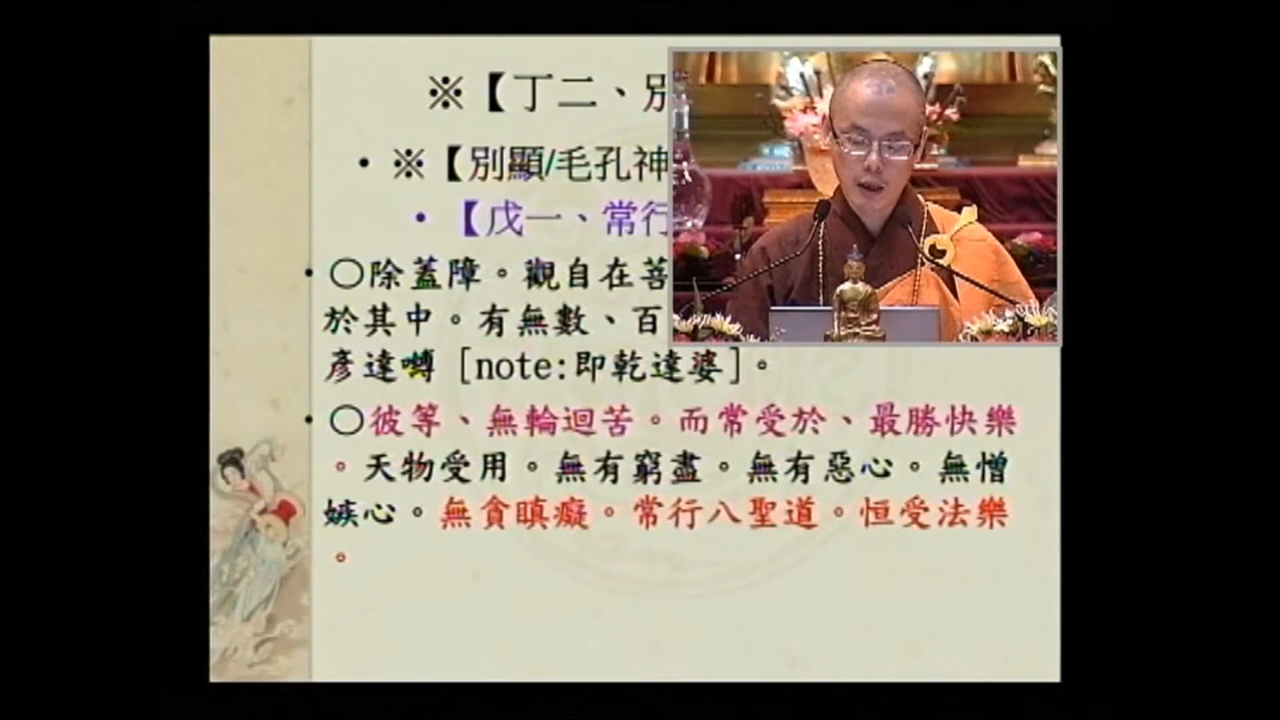 ※【丁二、別
• ※【別顯/毛孔神
• 【戊一、常行
• ○除蓋障。觀自在菩
於其中。有無數、百
彥達嚩 [note:即乾達婆]。
• ○彼等、無輪迴苦。而常受於、最勝快樂
。天物受用。無有窮盡。無有惡心。無憎
嫉心。無貪瞋癡。常行八聖道。恒受法樂
。